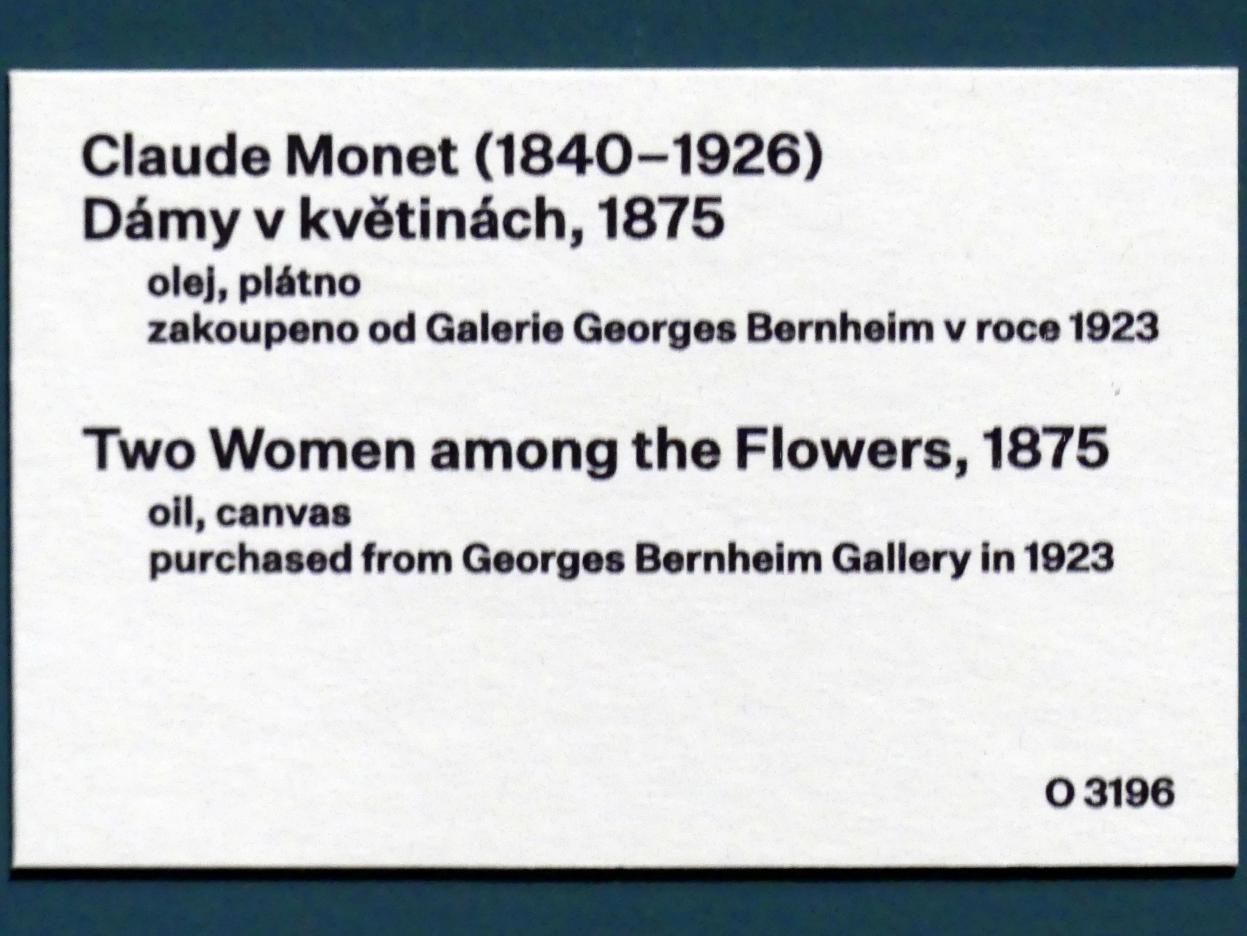 Claude Monet (1840–1926)
Dámy v květinách, 1875
olej, plátno
zakoupeno od Galerie Georges Bernheim v roce 1923
Two Women among the Flowers, 1875
oil, canvas
purchased from Georges Bernheim Gallery in 1923
O 3196